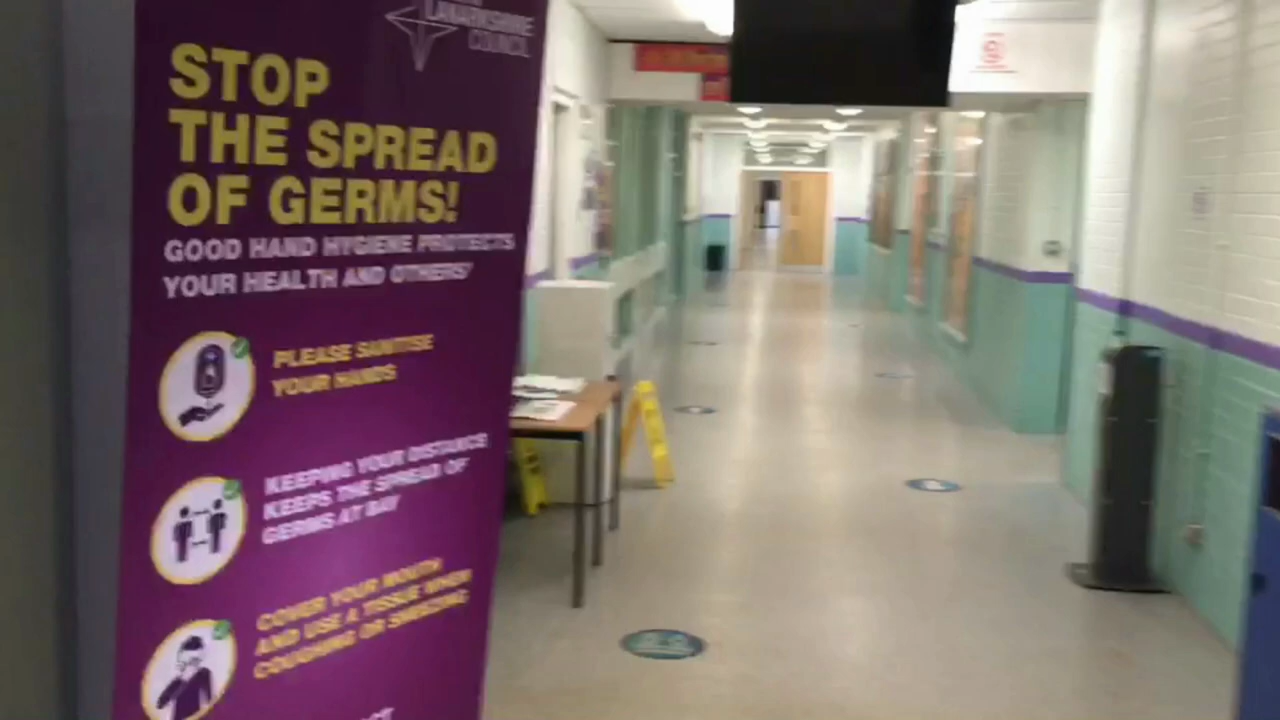 LANARKSHIRE
COUNCIL
STOP
THE SPREAD
OF GERMS!
GOOD HAND HYGIENE PROTECTS
YOUR HEALTH AND OTHERS'
PLEASE SANITISE
YOUR HANDS
KEEPING YOUR DISTANCE
KEEPS THE SPREAD OF
GERMS AT BAY
COVER YOUR MOUTH
AND USE A TISSUE WHEN
COUGHING OR SNEEZING